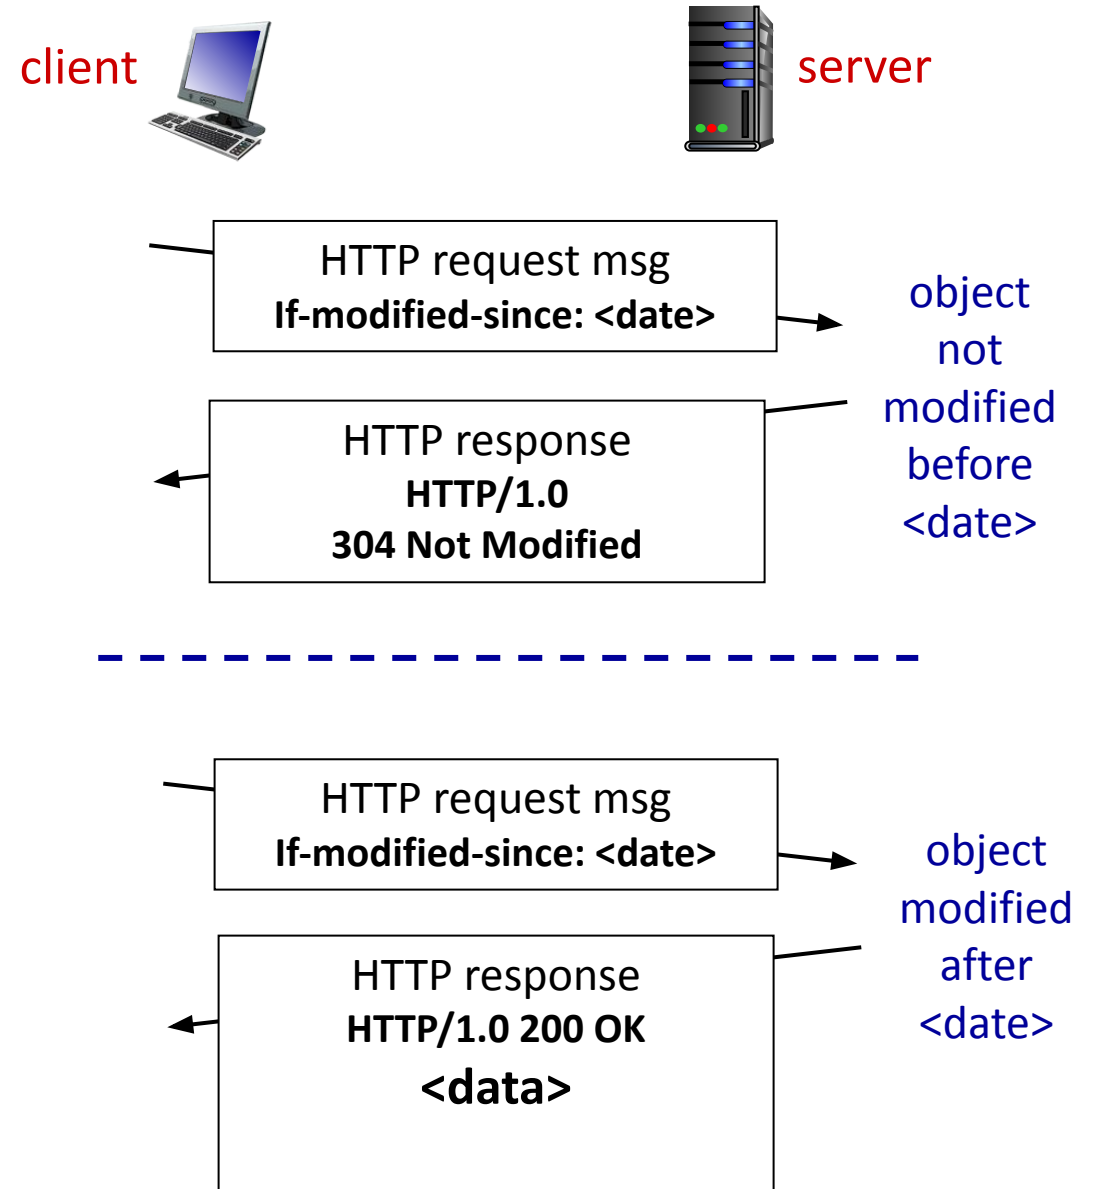 client
server
HTTP request msg
If-modified-since: <date>
object
not
modified
before
<date>
HTTP response
HTTP/1.0
304 Not Modified
HTTP request msg
If-modified-since: <date>
object
modified
after
<date>
HTTP response
HTTP/1.0 200 OK
<data>